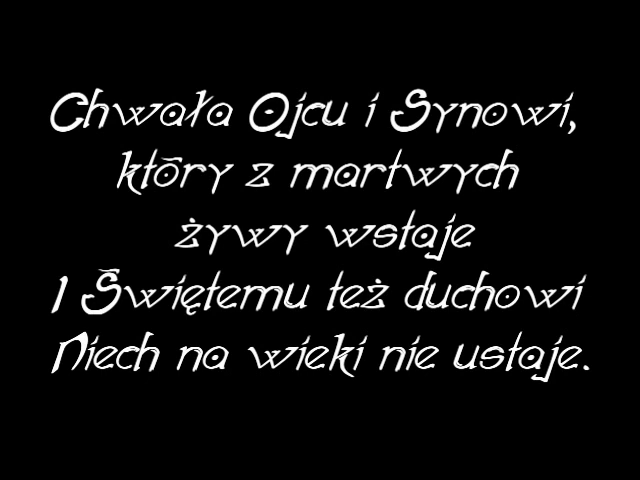 Chwała Ojcu i Synowi,
który z martwych
żywy wstaje
I Świętemu też duchowi
Niech na wieki nie ustaje.